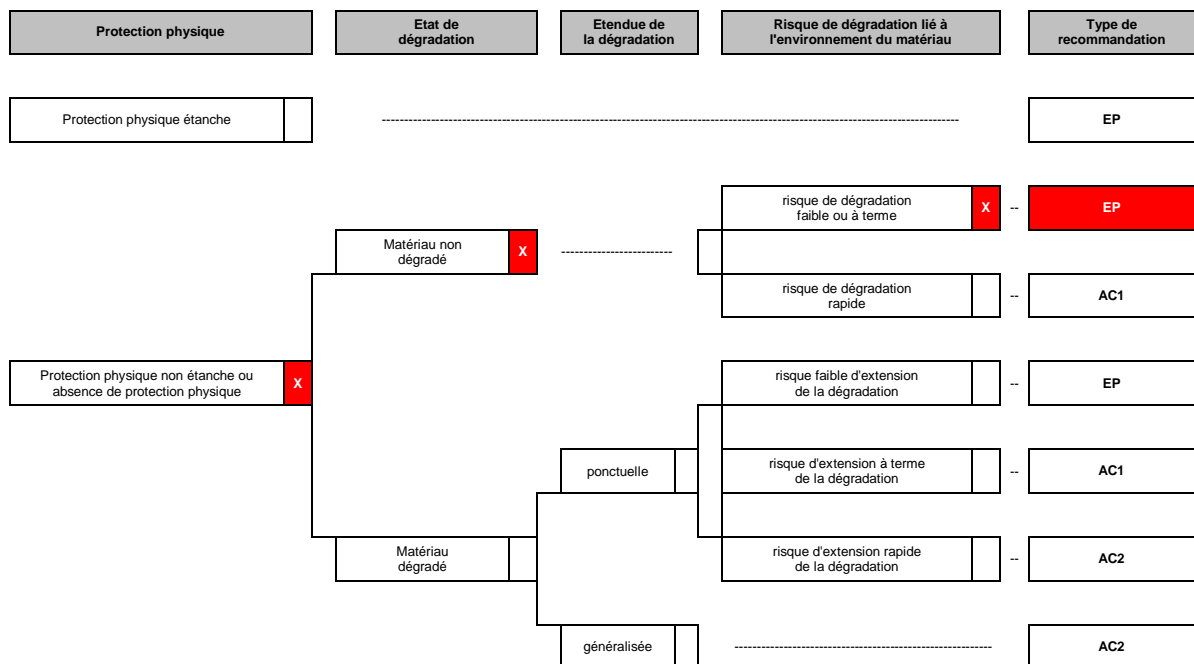 Protection physique
Etat de
dégradation
Etendue de
la dégradation
Risque de dégradation lié à
l'environnement du matériau
Type de
recommandation
Protection physique étanche
EP
risque de dégradation
faible ou à terme
X
EP
Matériau non
dégradé
X
risque de dégradation
rapide
AC1
Protection physique non étanche ou
absence de protection physique
X
risque faible d'extension
de la dégradation
EP
ponctuelle
risque d'extension à terme
de la dégradation
AC1
Matériau
dégradé
risque d'extension rapide
de la dégradation
AC2
généralisée
AC2